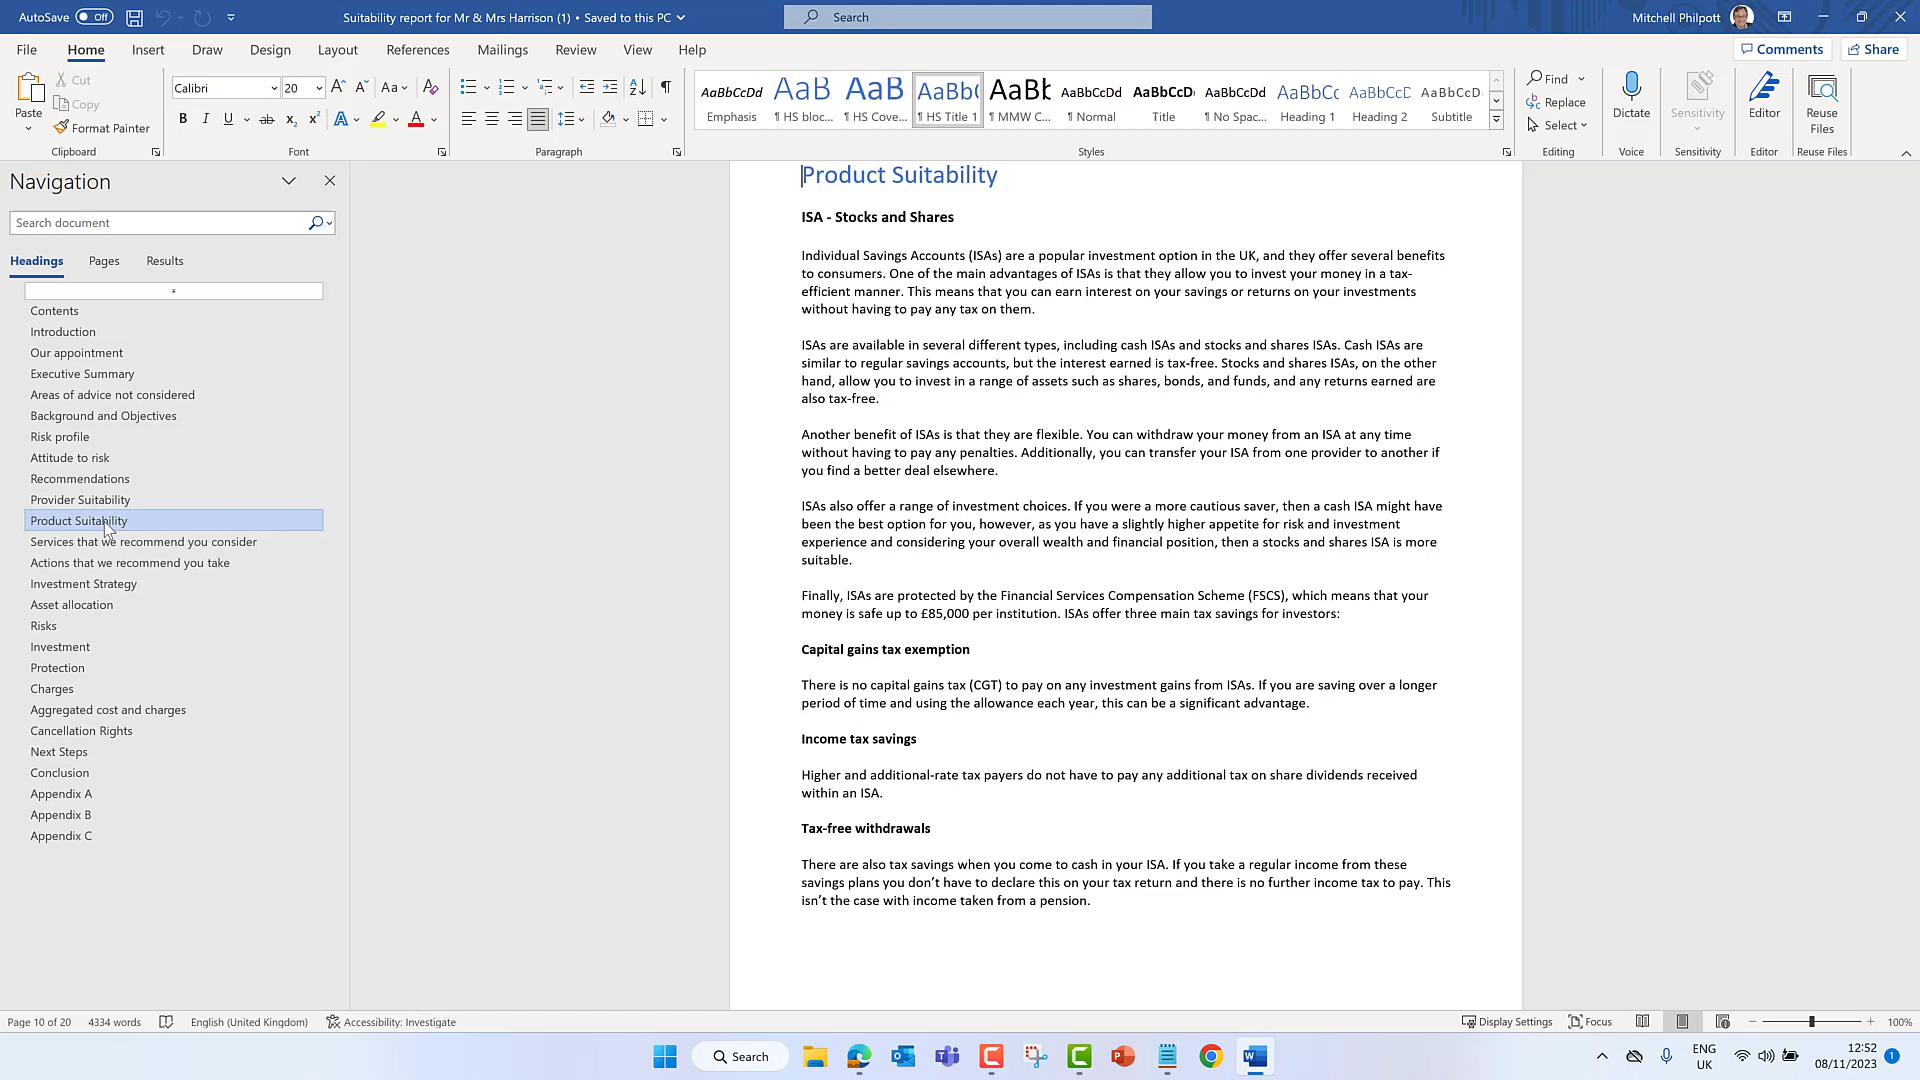 AutoSave Off
Suitability report for Mr & Mrs Harrison (1) • Saved to this PC
Search
Mitchell Philpott
File Home Insert Draw Design Layout References Mailings Review View Help
Comments Share
Paste
Cut
Copy
Format Painter
Clipboard
Calibri 20
Aa
B I U ab x₂ x² A A
Font
Paragraph
AaBbCcDd
Emphasis
AaB
¶ HS bloc...
AaB
¶ HS Cove...
AaBb(
¶ HS Title 1
AaBt
¶ MMW C...
AaBbCcDd
¶ Normal
AaBbCcD
Title
AaBbCcDd
¶ No Spac...
AaBbCc
Heading 1
AaBbCcD
Heading 2
AaBbCcD
Subtitle
Styles
Find
Replace
Select
Editing
Dictate
Voice
Sensitivity
Sensitivity
Editor
Editor
Reuse
Files
Reuse Files
Navigation
Search document
Headings Pages Results
Contents
Introduction
Our appointment
Executive Summary
Areas of advice not considered
Background and Objectives
Risk profile
Attitude to risk
Recommendations
Provider Suitability
Product Suitability
Services that we recommend you consider
Actions that we recommend you take
Investment Strategy
Asset allocation
Risks
Investment
Protection
Charges
Aggregated cost and charges
Cancellation Rights
Next Steps
Conclusion
Appendix A
Appendix B
Appendix C
Product Suitability
ISA - Stocks and Shares
Individual Savings Accounts (ISAs) are a popular investment option in the UK, and they offer several benefits
to consumers. One of the main advantages of ISAs is that they allow you to invest your money in a tax-
efficient manner. This means that you can earn interest on your savings or returns on your investments
without having to pay any tax on them.
ISAs are available in several different types, including cash ISAs and stocks and shares ISAs. Cash ISAs are
similar to regular savings accounts, but the interest earned is tax-free. Stocks and shares ISAs, on the other
hand, allow you to invest in a range of assets such as shares, bonds, and funds, and any returns earned are
also tax-free.
Another benefit of ISAs is that they are flexible. You can withdraw your money from an ISA at any time
without having to pay any penalties. Additionally, you can transfer your ISA from one provider to another if
you find a better deal elsewhere.
ISAs also offer a range of investment choices. If you were a more cautious saver, then a cash ISA might have
been the best option for you, however, as you have a slightly higher appetite for risk and investment
experience and considering your overall wealth and financial position, then a stocks and shares ISA is more
suitable.
Finally, ISAs are protected by the Financial Services Compensation Scheme (FSCS), which means that your
money is safe up to £85,000 per institution. ISAs offer three main tax savings for investors:
Capital gains tax exemption
There is no capital gains tax (CGT) to pay on any investment gains from ISAs. If you are saving over a longer
period of time and using the allowance each year, this can be a significant advantage.
Income tax savings
Higher and additional-rate tax payers do not have to pay any additional tax on share dividends received
within an ISA.
Tax-free withdrawals
There are also tax savings when you come to cash in your ISA. If you take a regular income from these
savings plans you don’t have to declare this on your tax return and there is no further income tax to pay. This
isn’t the case with income taken from a pension.
Page 10 of 20 4334 words English (United Kingdom) Accessibility: Investigate
Display Settings Focus 100%
Search
ENG
UK
12:52
08/11/2023
1